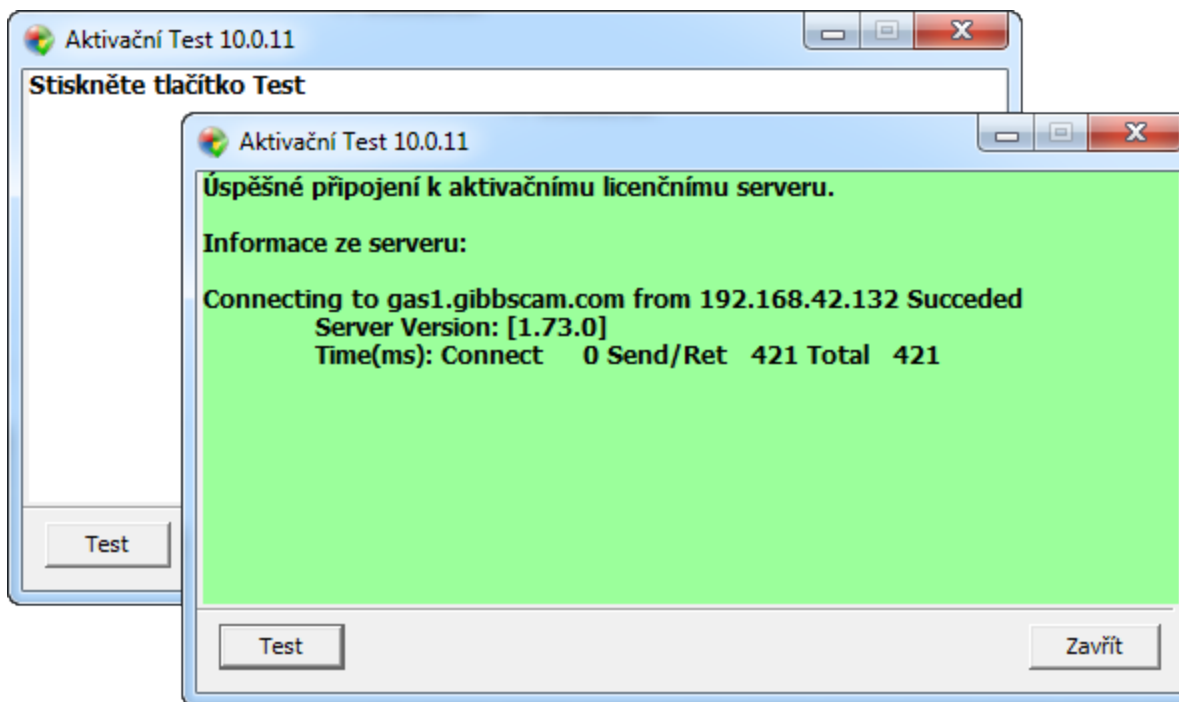 Aktivační Test 10.0.11
Stiskněte tlačítko Test
Test
Aktivační Test 10.0.11
Úspěšné připojení k aktivačnímu licenčnímu serveru.
Informace ze serveru:
Connecting to gas1.gibbscam.com from 192.168.42.132 Succeded
Server Version: [1.73.0]
Time(ms): Connect 0 Send/Ret 421 Total 421
Test
Zavřít